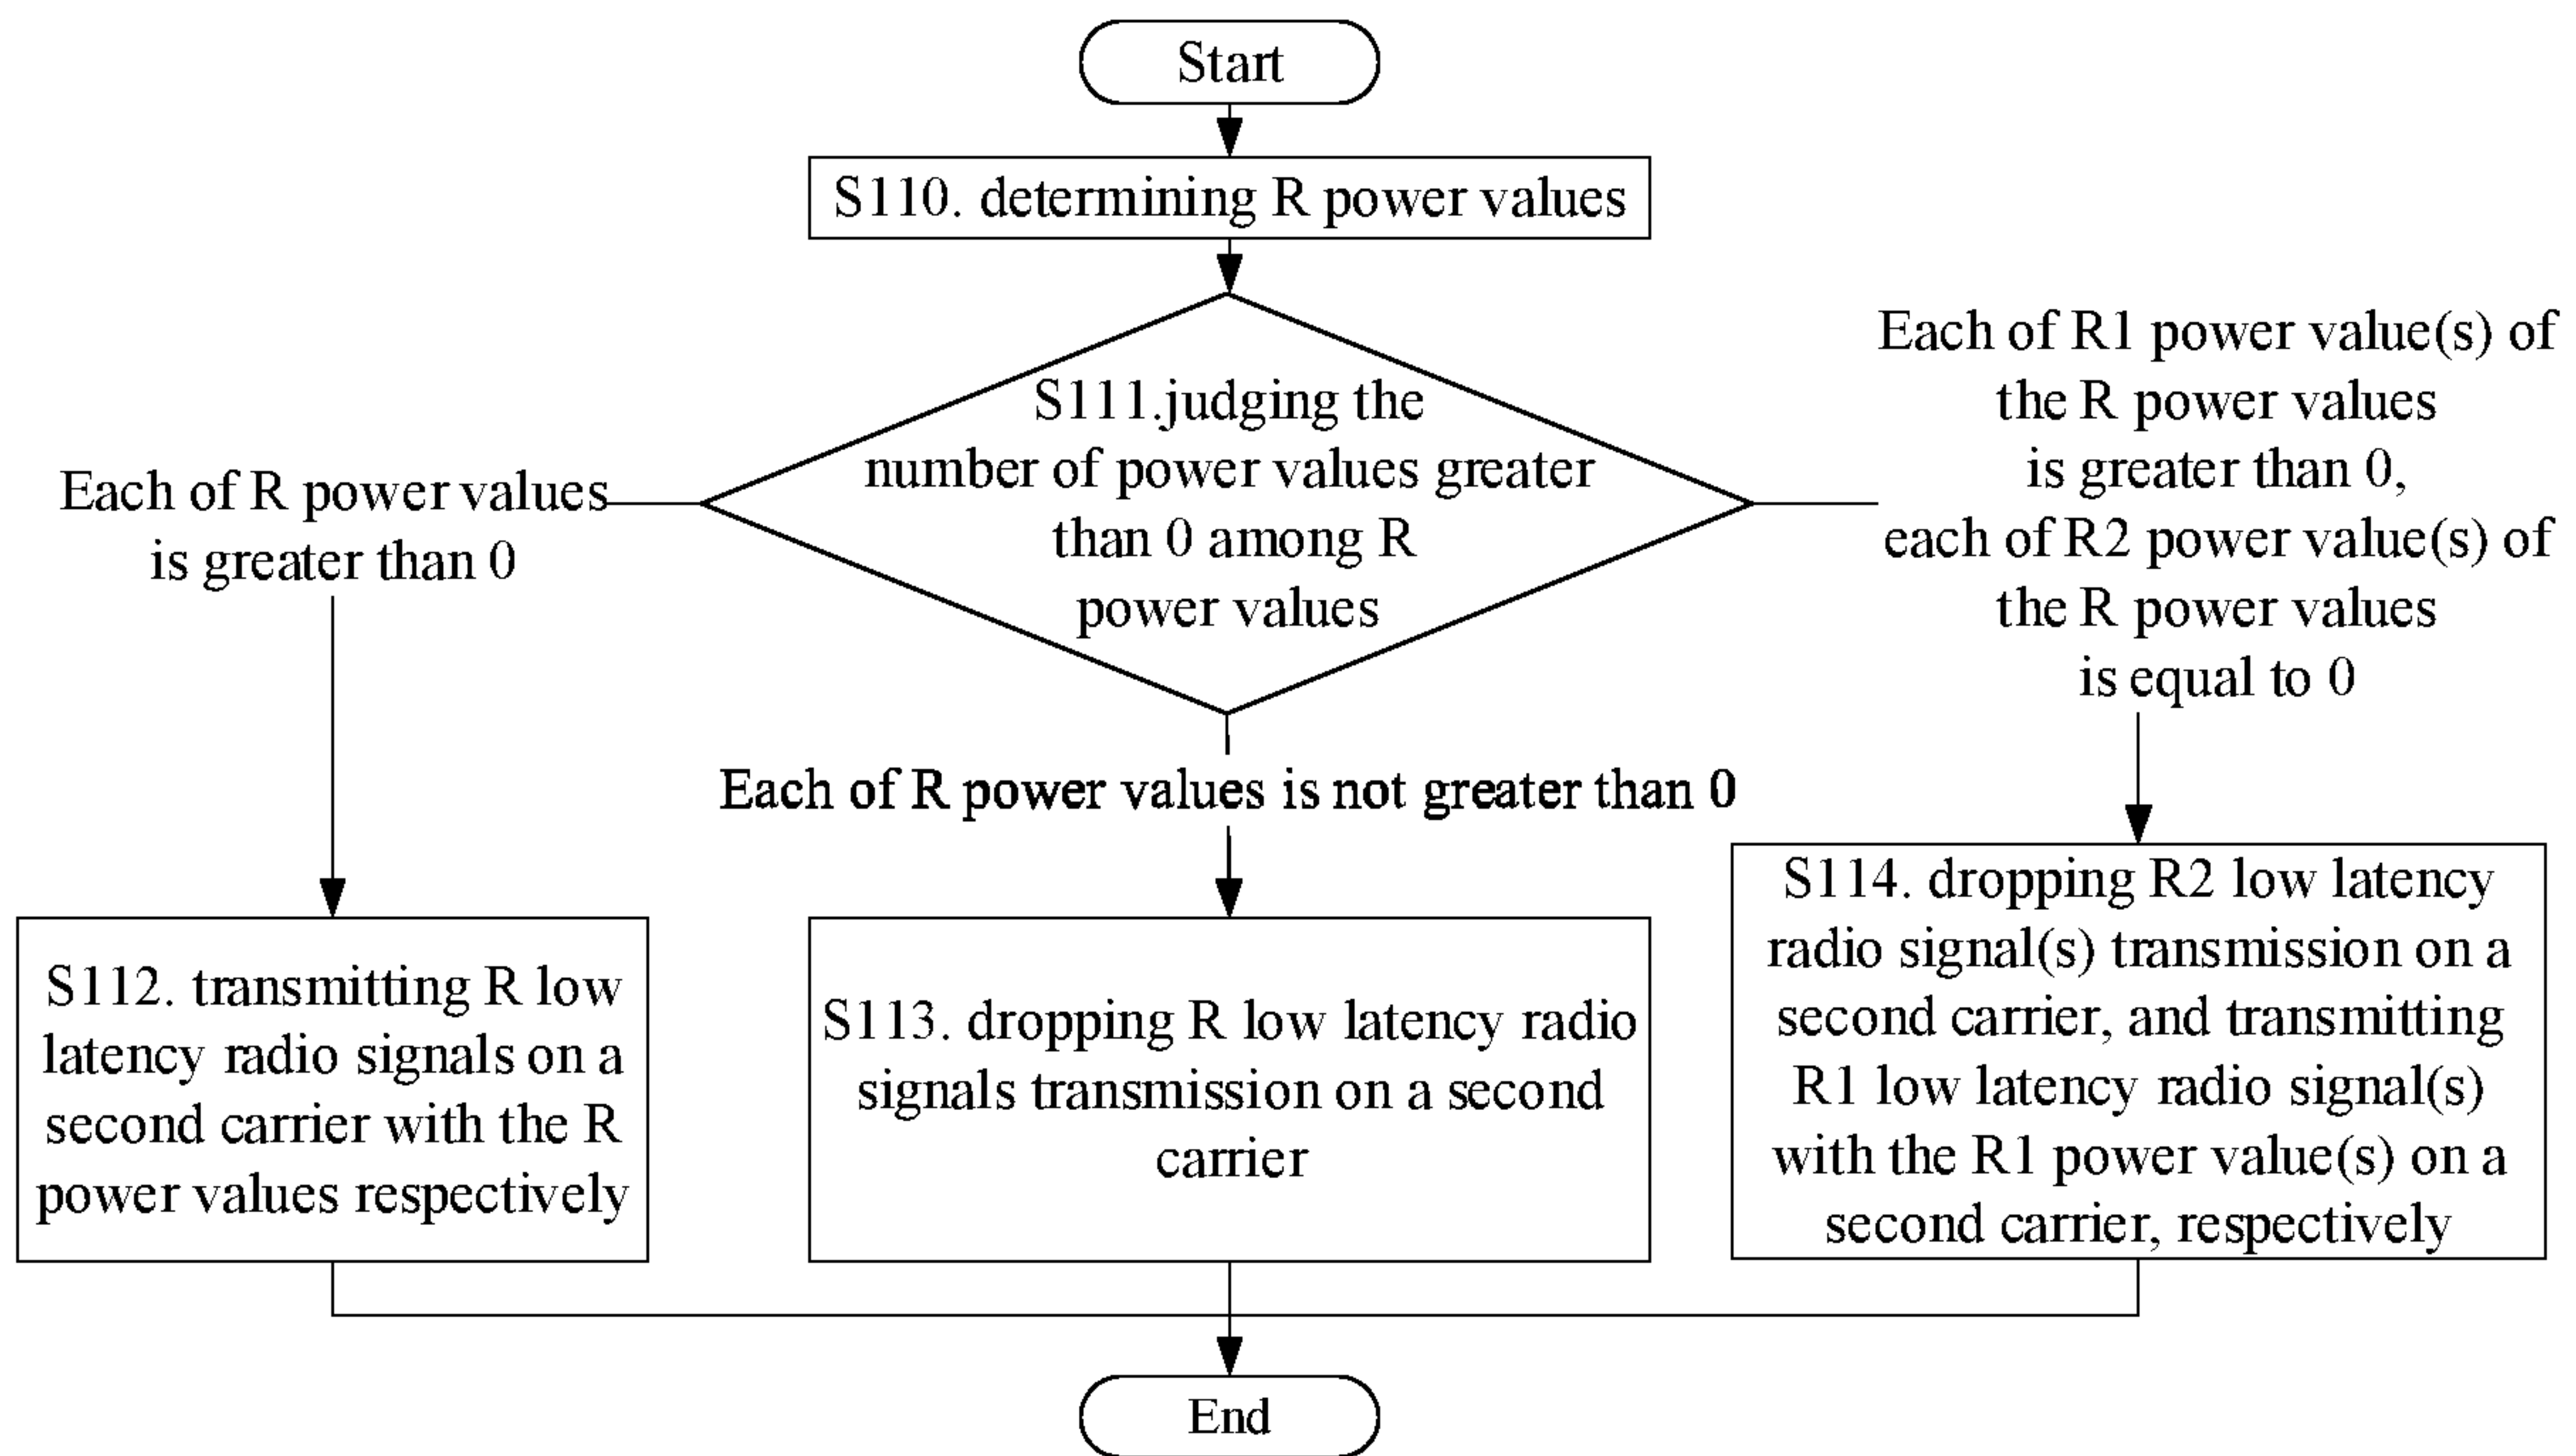 Start
S110. determining R power values
S111.judging the
number of power values greater
than 0 among R
power values
Each of R power values
is greater than 0
Each of R1 power value(s) of
the R power values
is greater than 0,
each of R2 power value(s) of
the R power values
is equal to 0
Each of R power values is not greater than 0
S112. transmitting R low
latency radio signals on a
second carrier with the R
power values respectively
S113. dropping R low latency radio
signals transmission on a second
carrier
S114. dropping R2 low latency
radio signal(s) transmission on a
second carrier, and transmitting
R1 low latency radio signal(s)
with the R1 power value(s) on a
second carrier, respectively
End